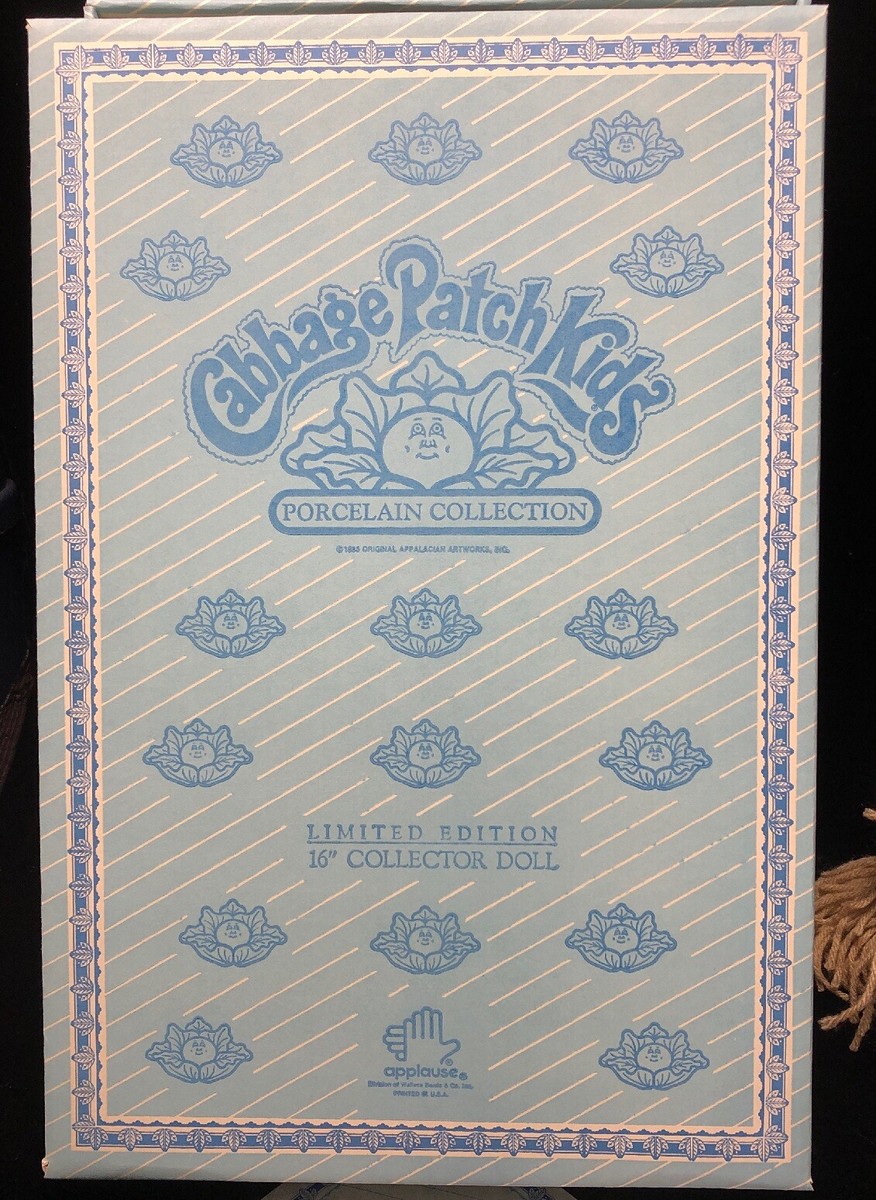 Cabbage Patch Kids
PORCELAIN COLLECTION
©1985 ORIGINAL APPALACHIAN ARTWORKS, INC.
LIMITED EDITION
16" COLLECTOR DOLL
applause®
Division of Wallace Berrie & Co. Inc.
PRINTED IN U.S.A.